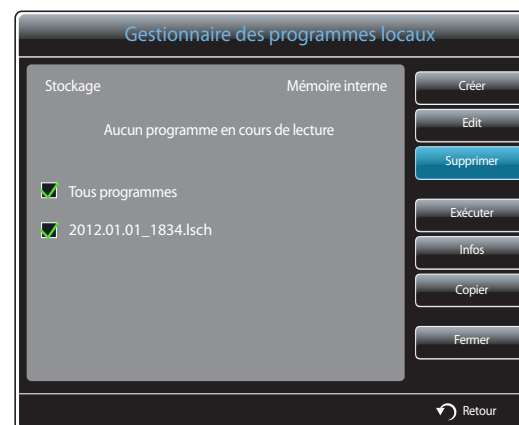 Gestionnaire des programmes locaux
Stockage Mémoire interne
Aucun programme en cours de lecture
Tous programmes
2012.01.01_1834.lsch
Créer
Edit
Supprimer
Exécuter
Infos
Copier
Fermer
Retour